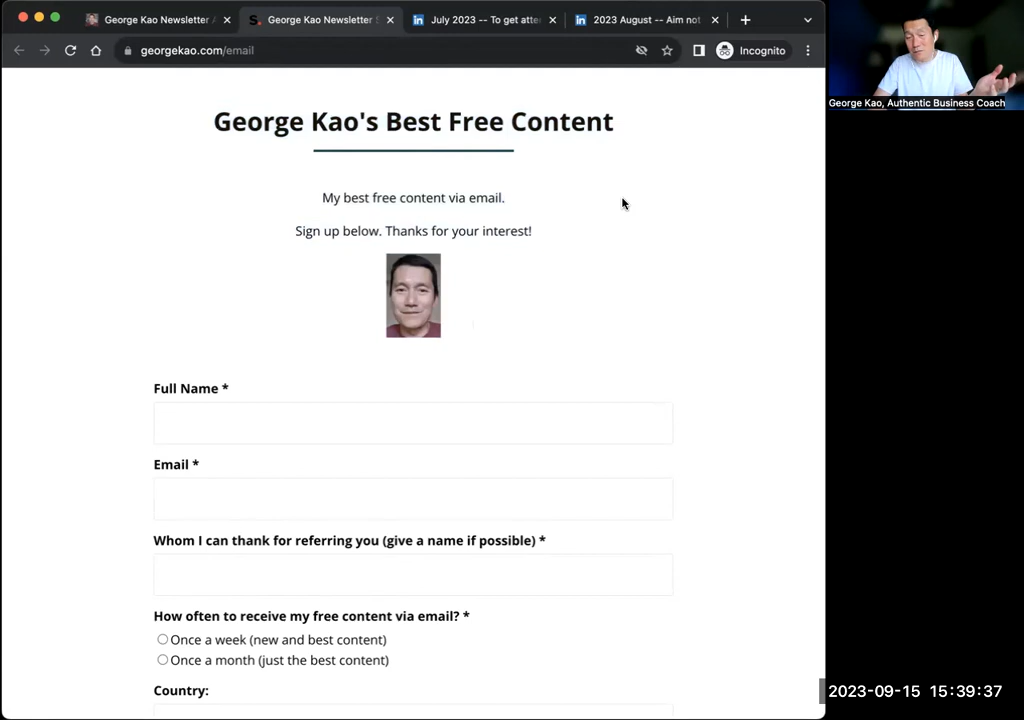 George Kao Newsletter
George Kao Newsletter
July 2023 -- To get atte
2023 August -- Aim not
georgekao.com/email
Incognito
George Kao, Authentic Business Coach
George Kao's Best Free Content
My best free content via email.
Sign up below. Thanks for your interest!
Full Name *
Email *
Whom I can thank for referring you (give a name if possible) *
How often to receive my free content via email? *
Once a week (new and best content)
Once a month (just the best content)
Country:
2023-09-15 15:39:37